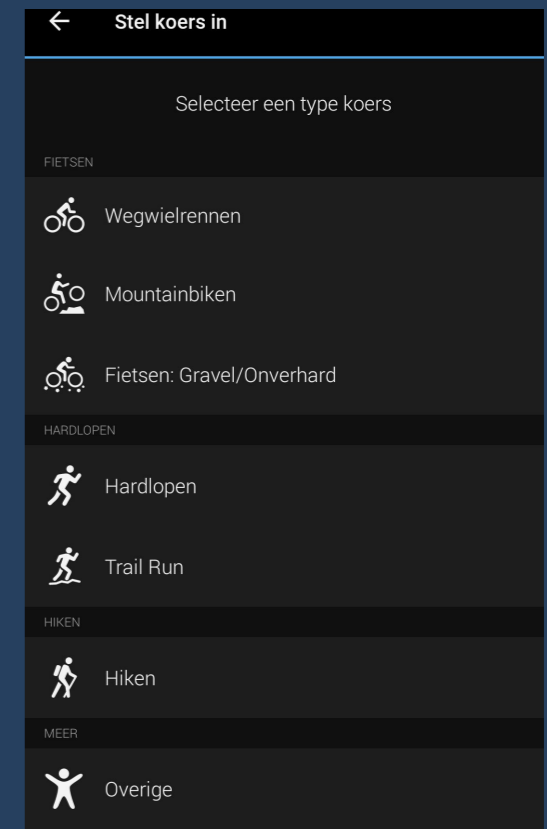 Stel koers in
Selecteer een type koers
FIETSEN
Wegwielrennen
Mountainbiken
Fietsen: Gravel/Onverhard
HARDLOPEN
Hardlopen
Trail Run
HIKEN
Hiken
MEER
Overige